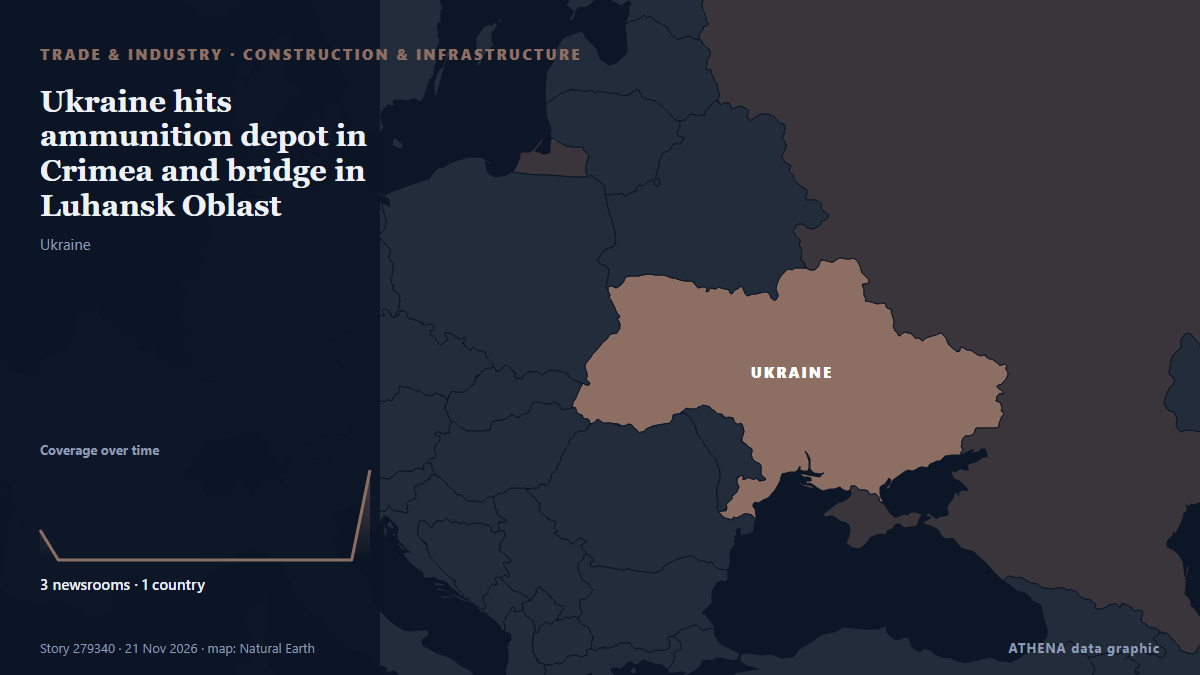 TRADE & INDUSTRY · CONSTRUCTION & INFRASTRUCTURE
Ukraine hits
ammunition depot in
Crimea and bridge in
Luhansk Oblast
Ukraine
UKRAINE
Coverage over time
3 newsrooms · 1 country
Story 279340 · 21 Nov 2026 · map: Natural Earth
ATHENA data graphic